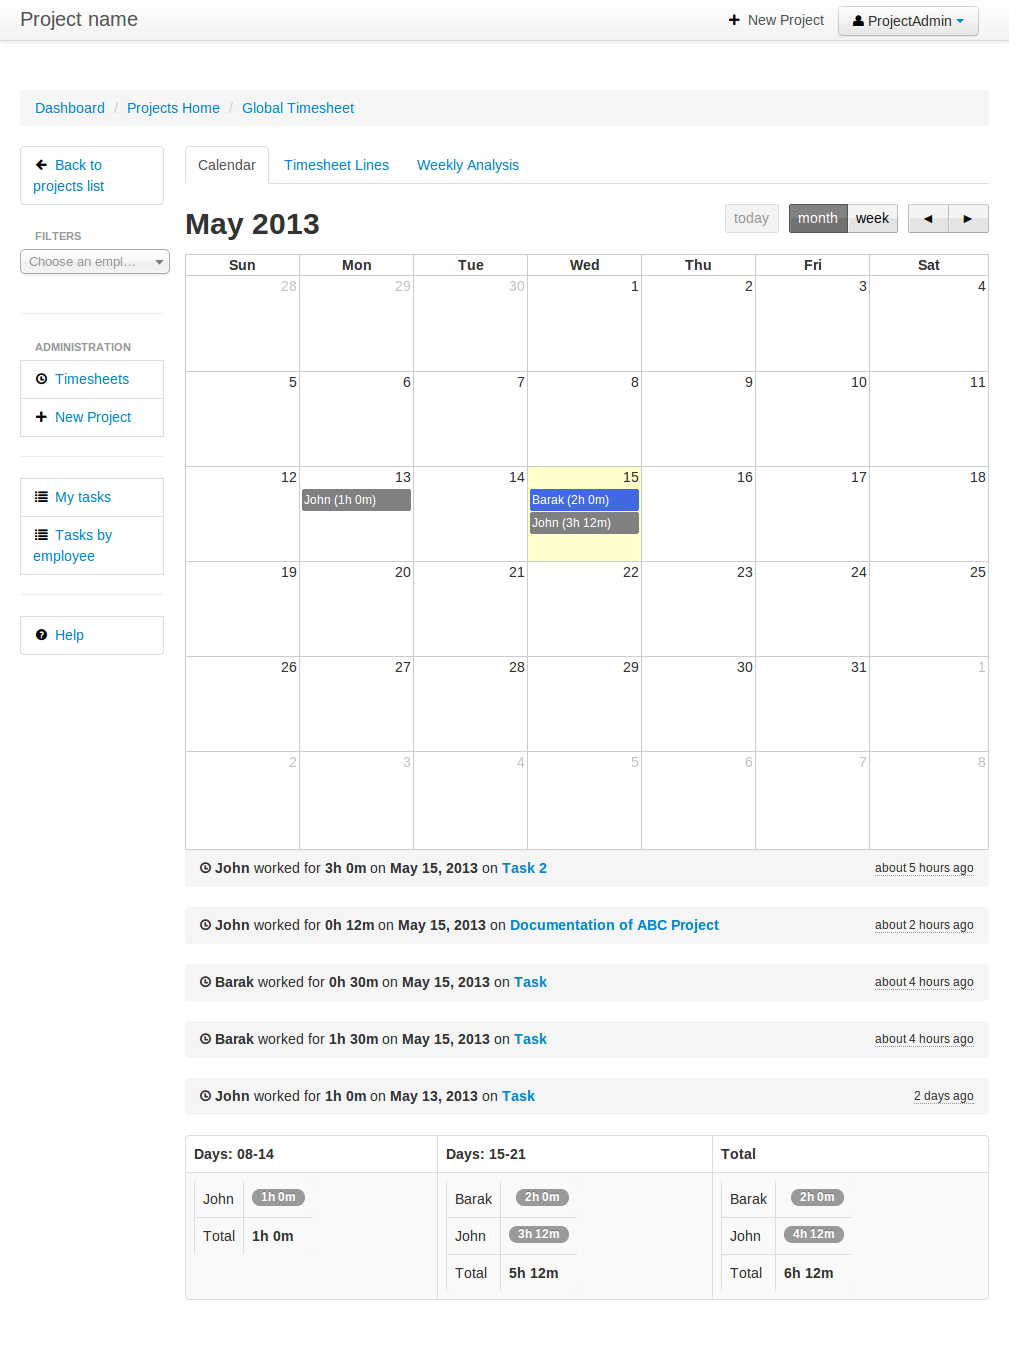 Project name
New Project
ProjectAdmin
Dashboard / Projects Home / Global Timesheet
Back to
projects list
FILTERS
Choose an empl...
ADMINISTRATION
Timesheets
New Project
My tasks
Tasks by
employee
Help
Calendar Timesheet Lines Weekly Analysis
May 2013
today month week ◄ ►
Sun Mon Tue Wed Thu Fri Sat
28 29 30 1 2 3 4
5 6 7 8 9 10 11
12 13 14 15 16 17 18
John (1h 0m) Barak (2h 0m)
John (3h 12m)
19 20 21 22 23 24 25
26 27 28 29 30 31 1
2 3 4 5 6 7 8
John worked for 3h 0m on May 15, 2013 on Task 2 about 5 hours ago
John worked for 0h 12m on May 15, 2013 on Documentation of ABC Project about 2 hours ago
Barak worked for 0h 30m on May 15, 2013 on Task about 4 hours ago
Barak worked for 1h 30m on May 15, 2013 on Task about 4 hours ago
John worked for 1h 0m on May 13, 2013 on Task 2 days ago
Days: 08-14 Days: 15-21 Total
John 1h 0m Barak 2h 0m Barak 2h 0m
Total 1h 0m John 3h 12m John 4h 12m
Total 5h 12m Total 6h 12m